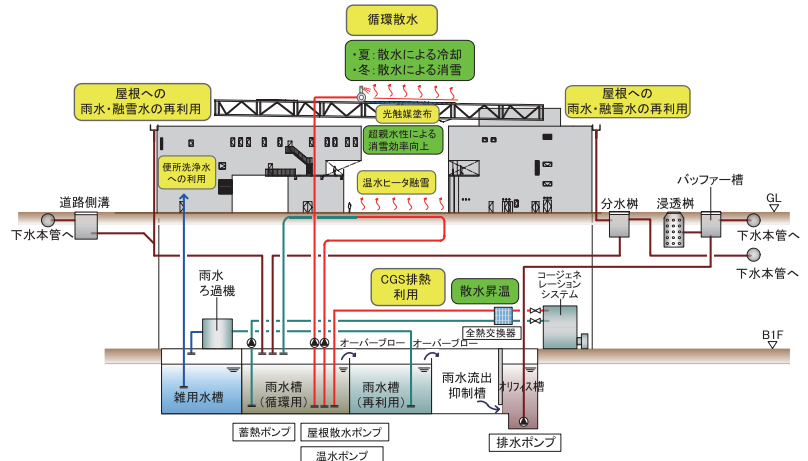 循環散水
・夏：散水による冷却
・冬：散水による消雪
屋根への
雨水・融雪水の再利用
屋根への
雨水・融雪水の再利用
光触媒塗布
超親水性による
消雪効率向上
便所洗浄水
への利用
温水ヒータ融雪
道路側溝
下水本管へ
分水桝
浸透桝
バッファー槽
GL
下水本管へ
下水本管へ
雨水
ろ過機
CGS排熱
利用
散水昇温
コージェネ
レーション
システム
全熱交換器
オーバーブロー
オーバーブロー
B1F
雑用水槽
雨水槽
（循環用）
雨水槽
（再利用）
雨水流出
抑制槽
オリフィス槽
蓄熱ポンプ
屋根散水ポンプ
温水ポンプ
排水ポンプ